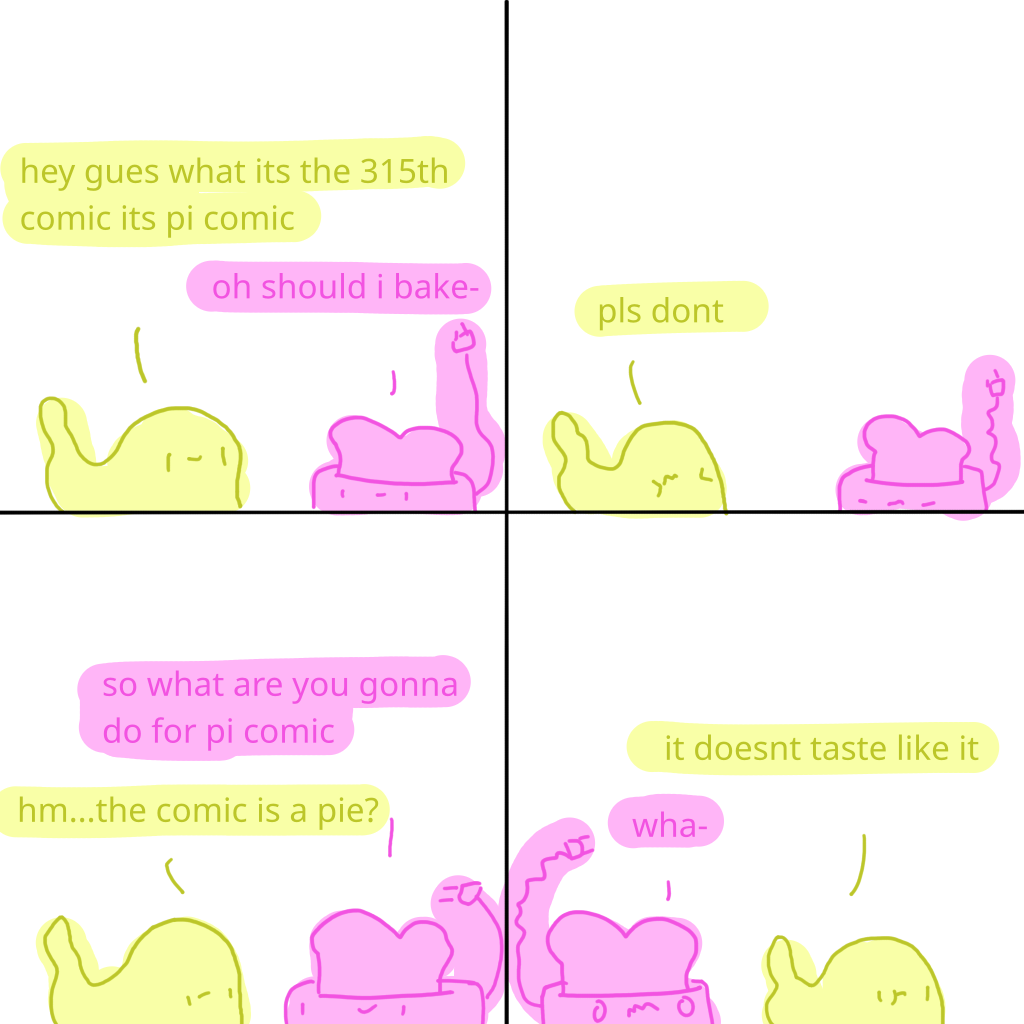 hey gues what its the 315th
comic its pi comic
oh should i bake-
pls dont
so what are you gonna
do for pi comic
hm...the comic is a pie?
it doesnt taste like it
wha-